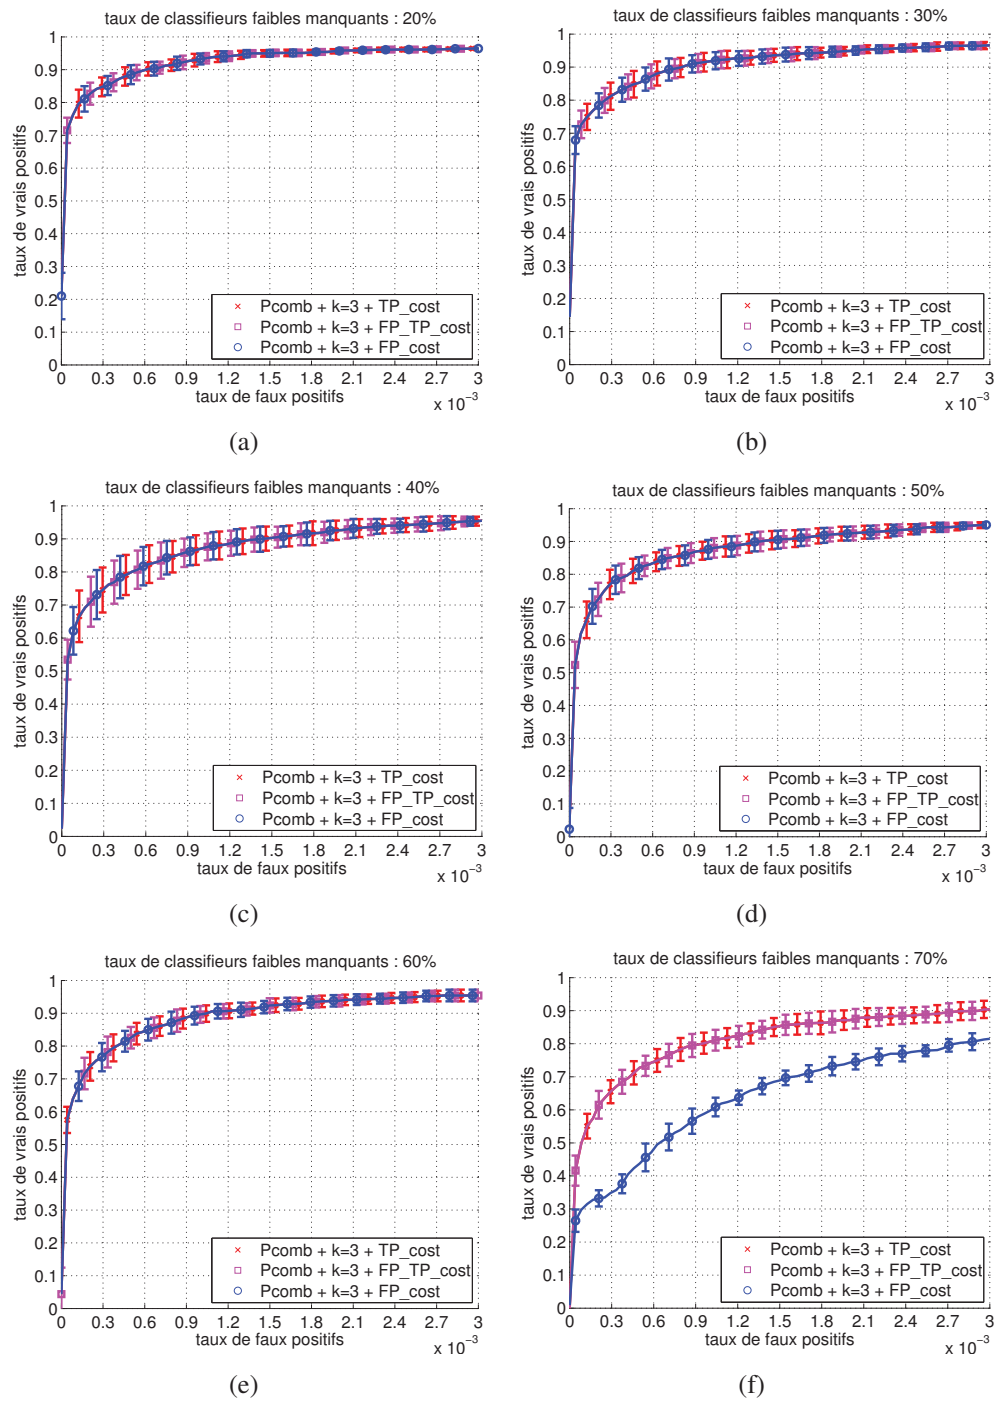 taux de classifieurs faibles manquants : 20%
1
0.9
0.8
0.7
0.6
0.5
0.4
0.3
0.2
0.1
0
taux de vrais positifs
Pcomb + k=3 + TP_cost
Pcomb + k=3 + FP_TP_cost
Pcomb + k=3 + FP_cost
0 0.3 0.6 0.9 1.2 1.5 1.8 2.1 2.4 2.7 3
taux de faux positifs
x 10⁻³
(a)
taux de classifieurs faibles manquants : 30%
1
0.9
0.8
0.7
0.6
0.5
0.4
0.3
0.2
0.1
0
taux de vrais positifs
Pcomb + k=3 + TP_cost
Pcomb + k=3 + FP_TP_cost
Pcomb + k=3 + FP_cost
0 0.3 0.6 0.9 1.2 1.5 1.8 2.1 2.4 2.7 3
taux de faux positifs
x 10⁻³
(b)
taux de classifieurs faibles manquants : 40%
1
0.9
0.8
0.7
0.6
0.5
0.4
0.3
0.2
0.1
0
taux de vrais positifs
Pcomb + k=3 + TP_cost
Pcomb + k=3 + FP_TP_cost
Pcomb + k=3 + FP_cost
0 0.3 0.6 0.9 1.2 1.5 1.8 2.1 2.4 2.7 3
taux de faux positifs
x 10⁻³
(c)
taux de classifieurs faibles manquants : 50%
1
0.9
0.8
0.7
0.6
0.5
0.4
0.3
0.2
0.1
0
taux de vrais positifs
Pcomb + k=3 + TP_cost
Pcomb + k=3 + FP_TP_cost
Pcomb + k=3 + FP_cost
0 0.3 0.6 0.9 1.2 1.5 1.8 2.1 2.4 2.7 3
taux de faux positifs
x 10⁻³
(d)
taux de classifieurs faibles manquants : 60%
1
0.9
0.8
0.7
0.6
0.5
0.4
0.3
0.2
0.1
0
taux de vrais positifs
Pcomb + k=3 + TP_cost
Pcomb + k=3 + FP_TP_cost
Pcomb + k=3 + FP_cost
0 0.3 0.6 0.9 1.2 1.5 1.8 2.1 2.4 2.7 3
taux de faux positifs
x 10⁻³
(e)
taux de classifieurs faibles manquants : 70%
1
0.9
0.8
0.7
0.6
0.5
0.4
0.3
0.2
0.1
0
taux de vrais positifs
Pcomb + k=3 + TP_cost
Pcomb + k=3 + FP_TP_cost
Pcomb + k=3 + FP_cost
0 0.3 0.6 0.9 1.2 1.5 1.8 2.1 2.4 2.7 3
taux de faux positifs
x 10⁻³
(f)